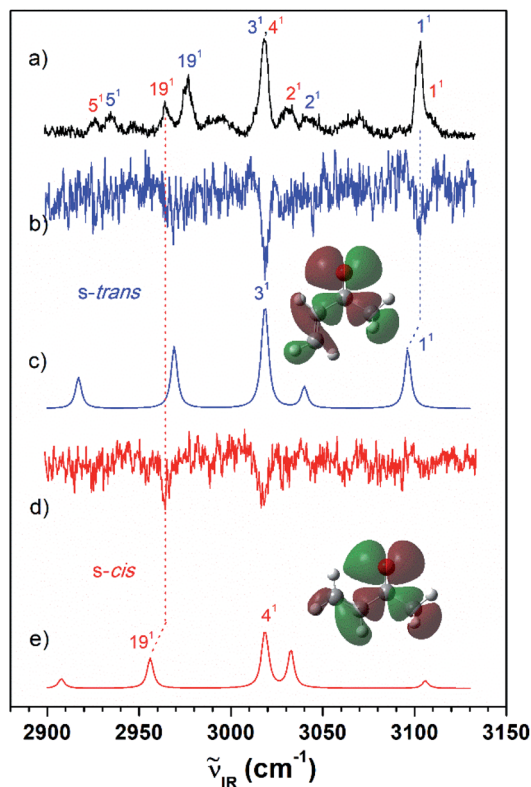 a)
5¹ 5¹ 19¹ 19¹ 3¹ 4¹ 2¹ 2¹ 1¹ 1¹
b)
s-trans
3¹
c)
1¹
d)
s-cis
19¹
4¹
e)
2900 2950 3000 3050 3100 3150
ṽIR (cm⁻¹)